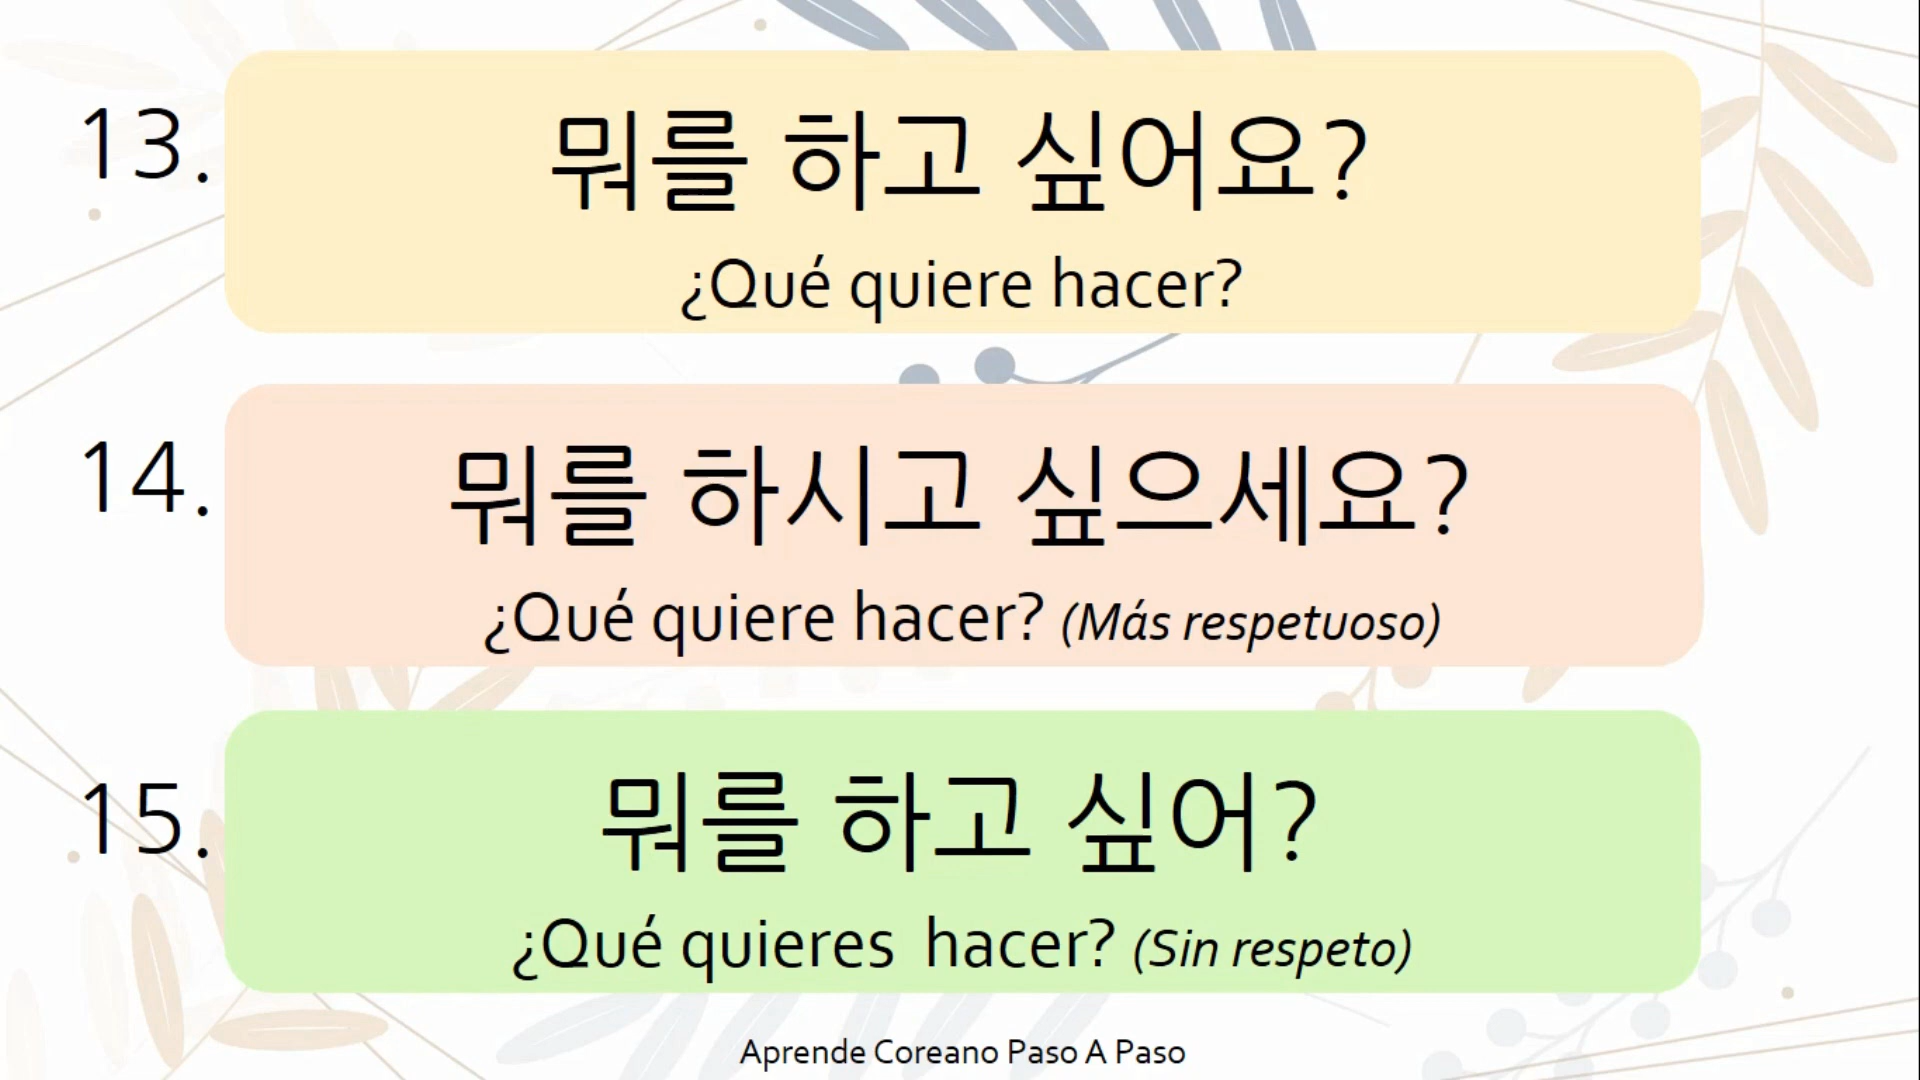 13.
뭐를 하고 싶어요?
¿Qué quiere hacer?
14.
뭐를 하시고 싶으세요?
¿Qué quiere hacer? (Más respetuoso)
15.
뭐를 하고 싶어?
¿Qué quieres  hacer? (Sin respeto)
Aprende Coreano Paso A Paso